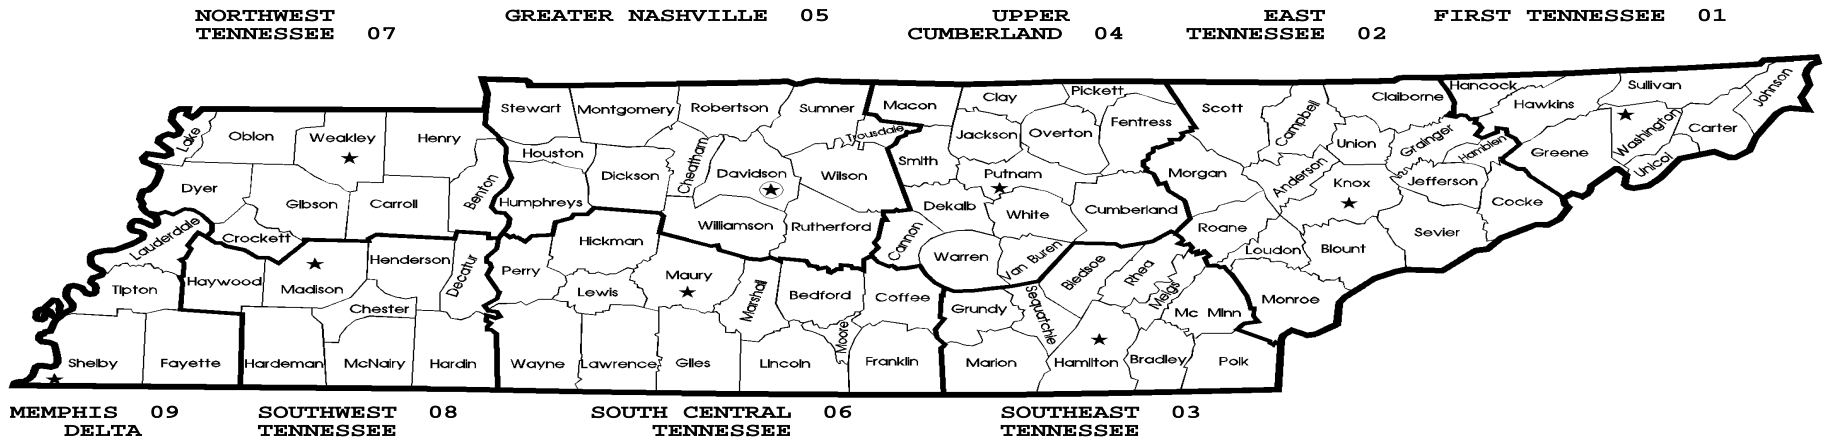 NORTHWEST
TENNESSEE 07
GREATER NASHVILLE 05
UPPER
CUMBERLAND 04
EAST
TENNESSEE 02
FIRST TENNESSEE 01
Lake
Oblon
Weakley
Henry
Dyer
Gibson
Carroll
Benton
Lauderdale
Crockett
Stewart
Montgomery
Robertson
Sumner
Trousdale
Houston
Dickson
Cheatham
Davidson
Wilson
Humphreys
Williamson
Rutherford
Macon
Clay
Pickett
Jackson
Overton
Fentress
Smith
Putnam
Dekalb
White
Cumberland
Cannon
Warren
Van Buren
Scott
Campbell
Claiborne
Union
Grainger
Hamblen
Morgan
Anderson
Knox
Jefferson
Cocke
Roane
Loudon
Blount
Sevier
Monroe
Hancock
Hawkins
Sullivan
Johnson
Greene
Washington
Carter
Unicoi
Tipton
Shelby
Fayette
Haywood
Madison
Henderson
Decatur
Chester
Hardeman
McNairy
Hardin
Perry
Hickman
Lewis
Maury
Marshall
Bedford
Coffee
Moore
Wayne
Lawrence
Giles
Lincoln
Franklin
Grundy
Sequatchie
Bledsoe
Rhea
Meigs
Mc Minn
Marion
Hamilton
Bradley
Polk
MEMPHIS 09
DELTA
SOUTHWEST 08
TENNESSEE
SOUTH CENTRAL 06
TENNESSEE
SOUTHEAST 03
TENNESSEE